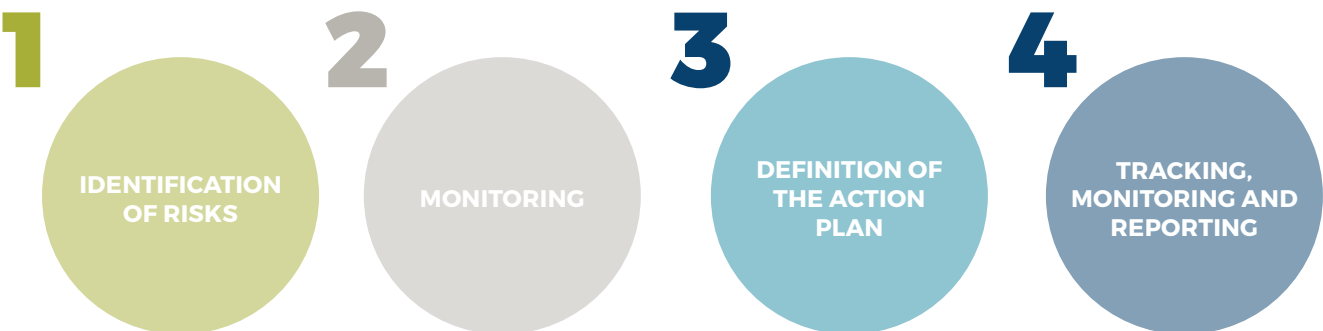 1
IDENTIFICATION
OF RISKS
2
MONITORING
3
DEFINITION OF
THE ACTION
PLAN
4
TRACKING,
MONITORING AND
REPORTING